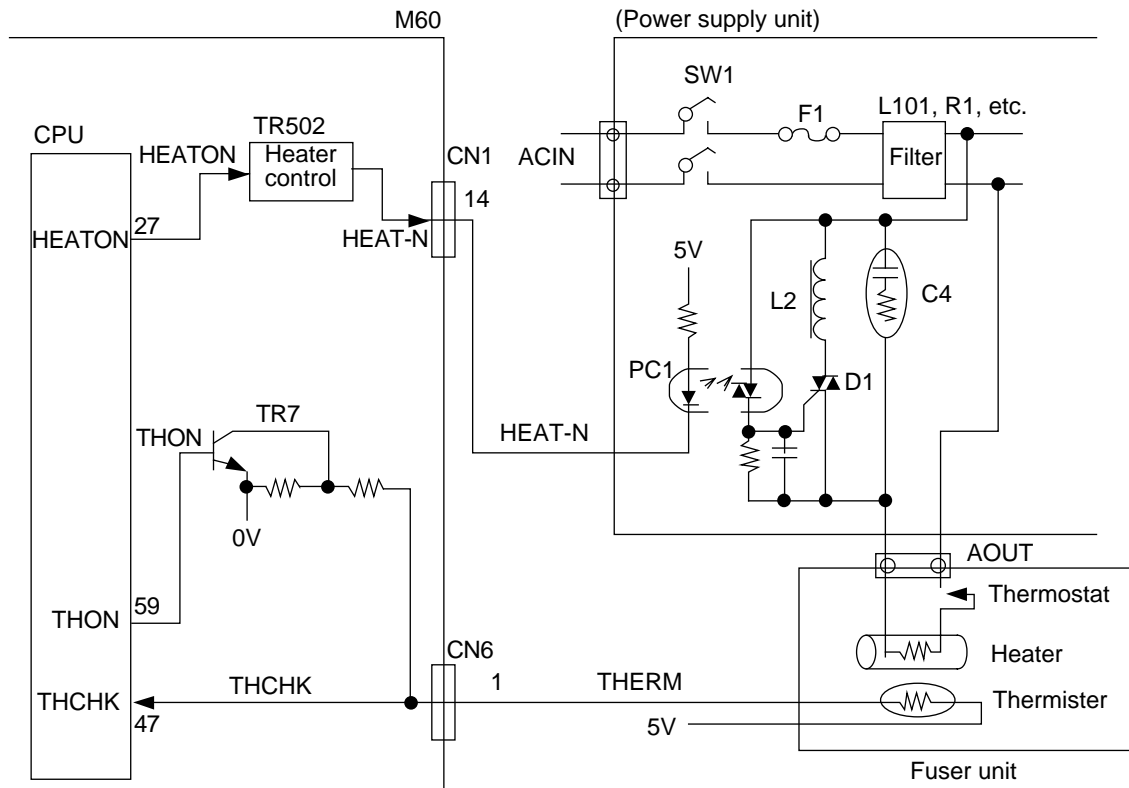 M60
(Power supply unit)
SW1
F1
L101, R1, etc.
Filter
ACIN
CPU
TR502
HEATON
Heater
control
CN1
14
27
HEATON
HEAT-N
5V
L2
C4
PC1
D1
HEAT-N
TR7
THON
0V
AOUT
Thermostat
59
THON
Heater
CN6
1
THCHK
THERM
THCHK
47
5V
Thermister
Fuser unit